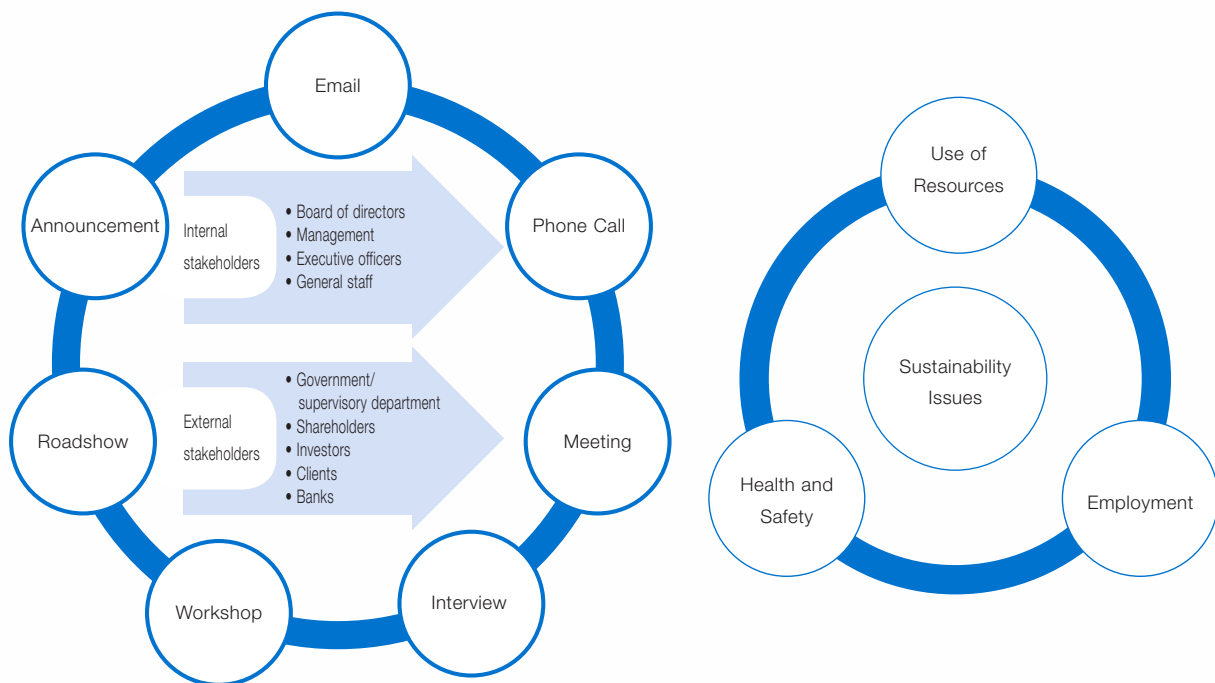 Email
Announcement
Phone Call
Internal
stakeholders
• Board of directors
• Management
• Executive officers
• General staff
External
stakeholders
• Government/
supervisory department
• Shareholders
• Investors
• Clients
• Banks
Roadshow
Meeting
Workshop
Interview
Use of
Resources
Sustainability
Issues
Health and
Safety
Employment